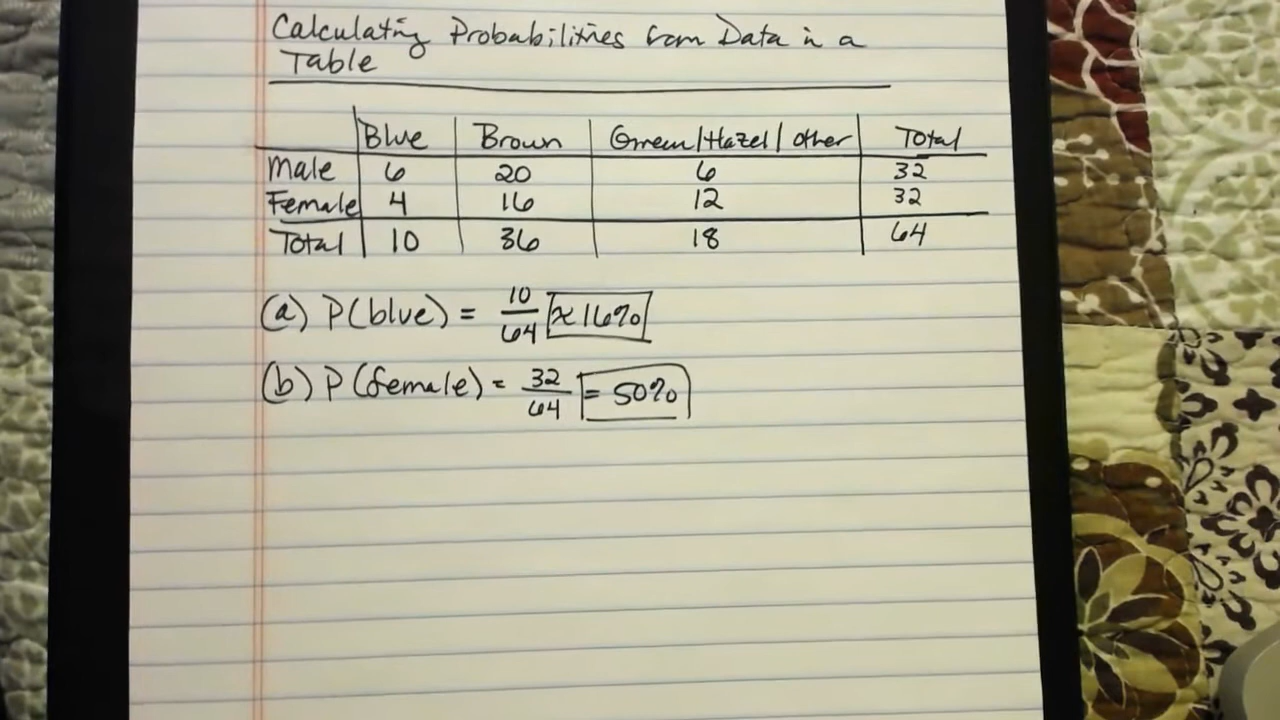 Calculating Probabilities from Data in a
Table
Blue Brown Green/Hazel/other Total
Male 6 20 6 32
Female 4 16 12 32
Total 10 36 18 64
(a) P(blue) = 10/64 ≈ 16%
(b) P(female) = 32/64 = 50%